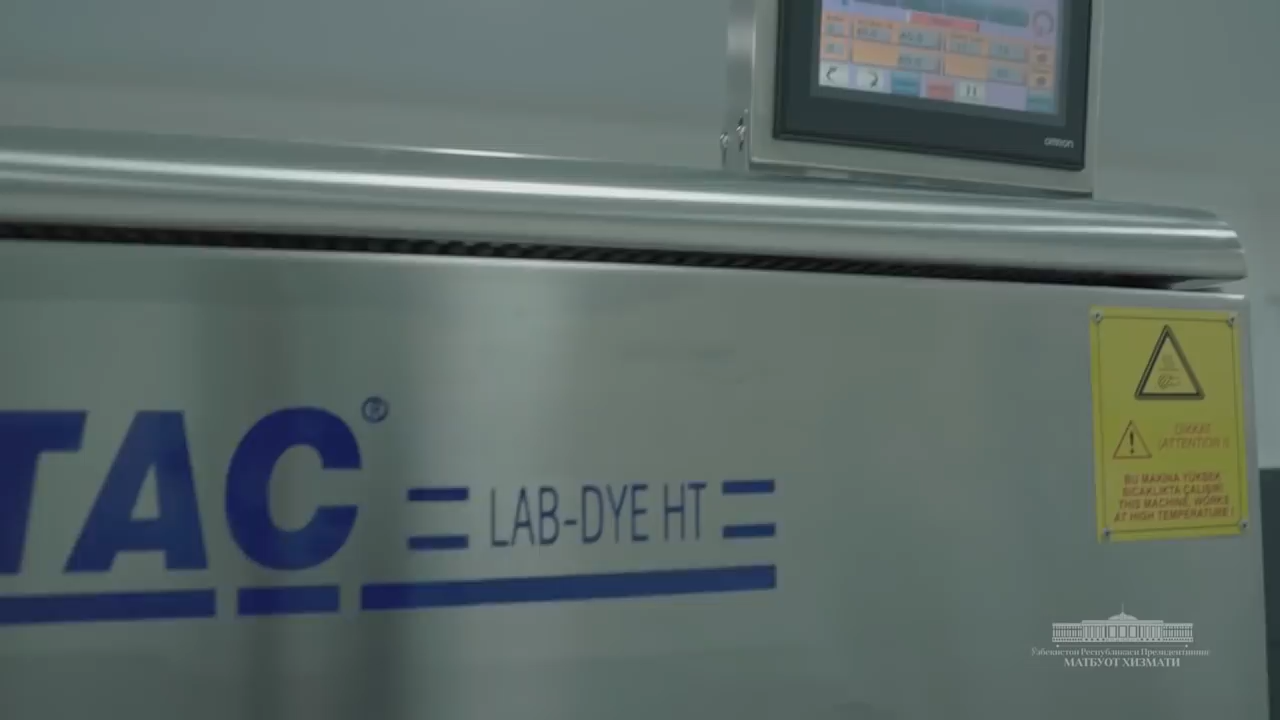 omron
TAC®
LAB-DYE HT
DİKKAT
(ATTENTION !)
BU MAKİNA YÜKSEK
SICAKLIKTA ÇALIŞIR!
THIS MACHINE WORKS
AT HIGH TEMPERATURE !
Ўзбекистон Республикаси Президентининг
МАТБУОТ ХИЗМАТИ